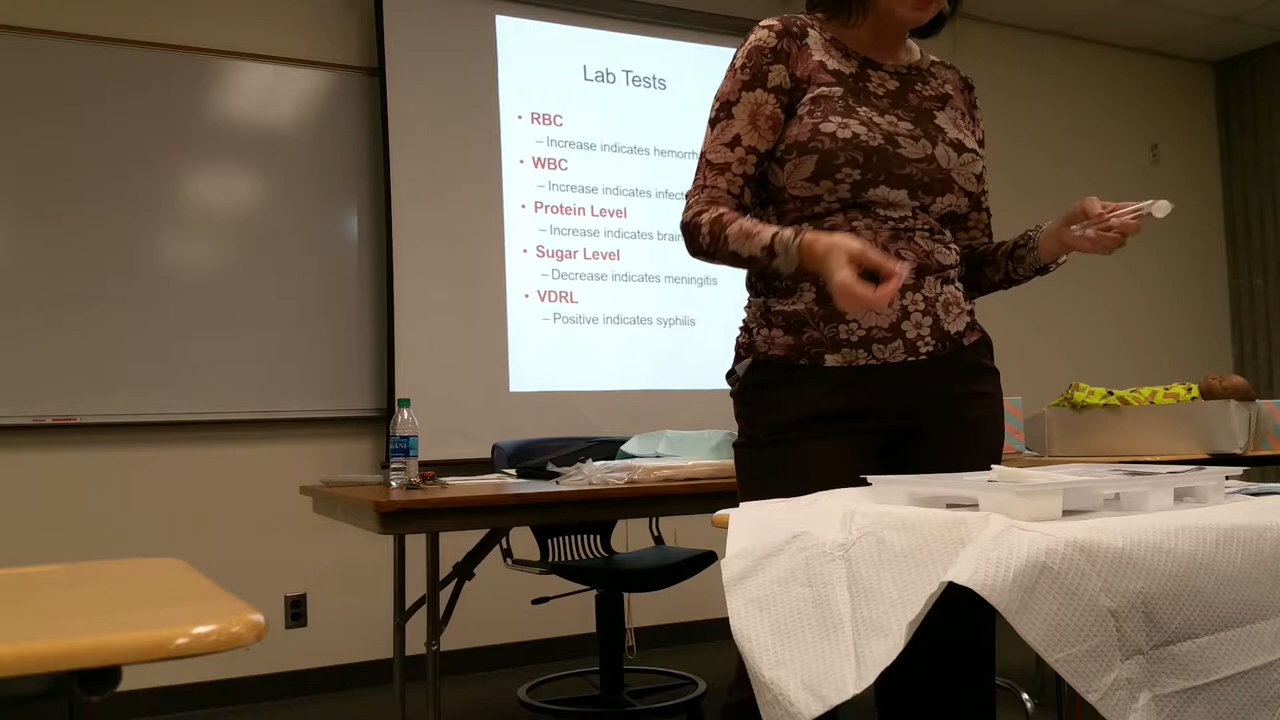 Lab Tests
• RBC
– Increase indicates
• WBC
– Increase indicates
• Protein Level
– Increase indicates brain
• Sugar Level
– Decrease indicates meningitis
• VDRL
– Positive indicates syphilis